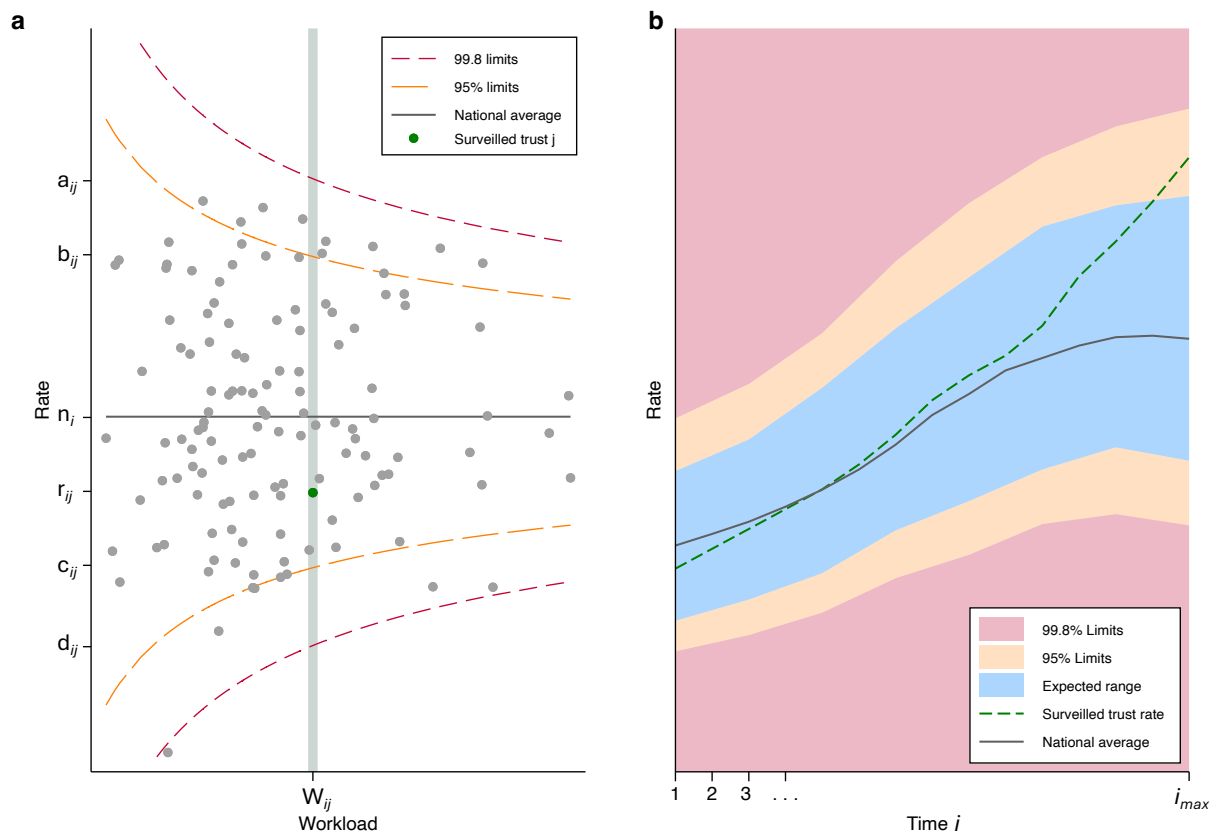 a
99.8 limits
95% limits
National average
Surveilled trust j
a_ij
b_ij
n_i
r_ij
c_ij
d_ij
Rate
W_ij
Workload
b
Rate
99.8% Limits
95% Limits
Expected range
Surveilled trust rate
National average
1 2 3 . . . i_max
Time i